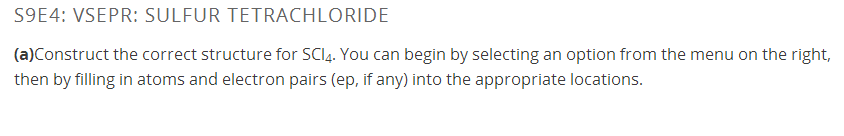 S9E4: VSEPR: SULFUR TETRACHLORIDE
(a)Construct the correct structure for SCl₄. You can begin by selecting an option from the menu on the right,
then by filling in atoms and electron pairs (ep, if any) into the appropriate locations.